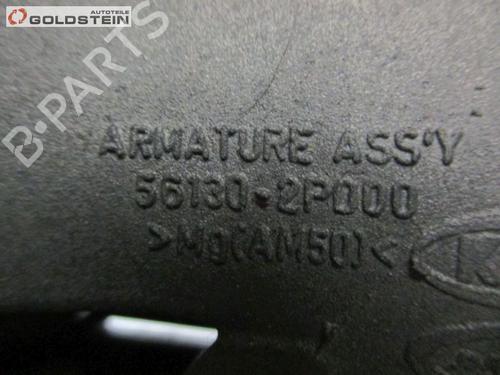 AUTOTEILE
GOLDSTEIN
B-PARTS
ARMATURE ASS'Y
56130-2P000
>Mg(AM50)<